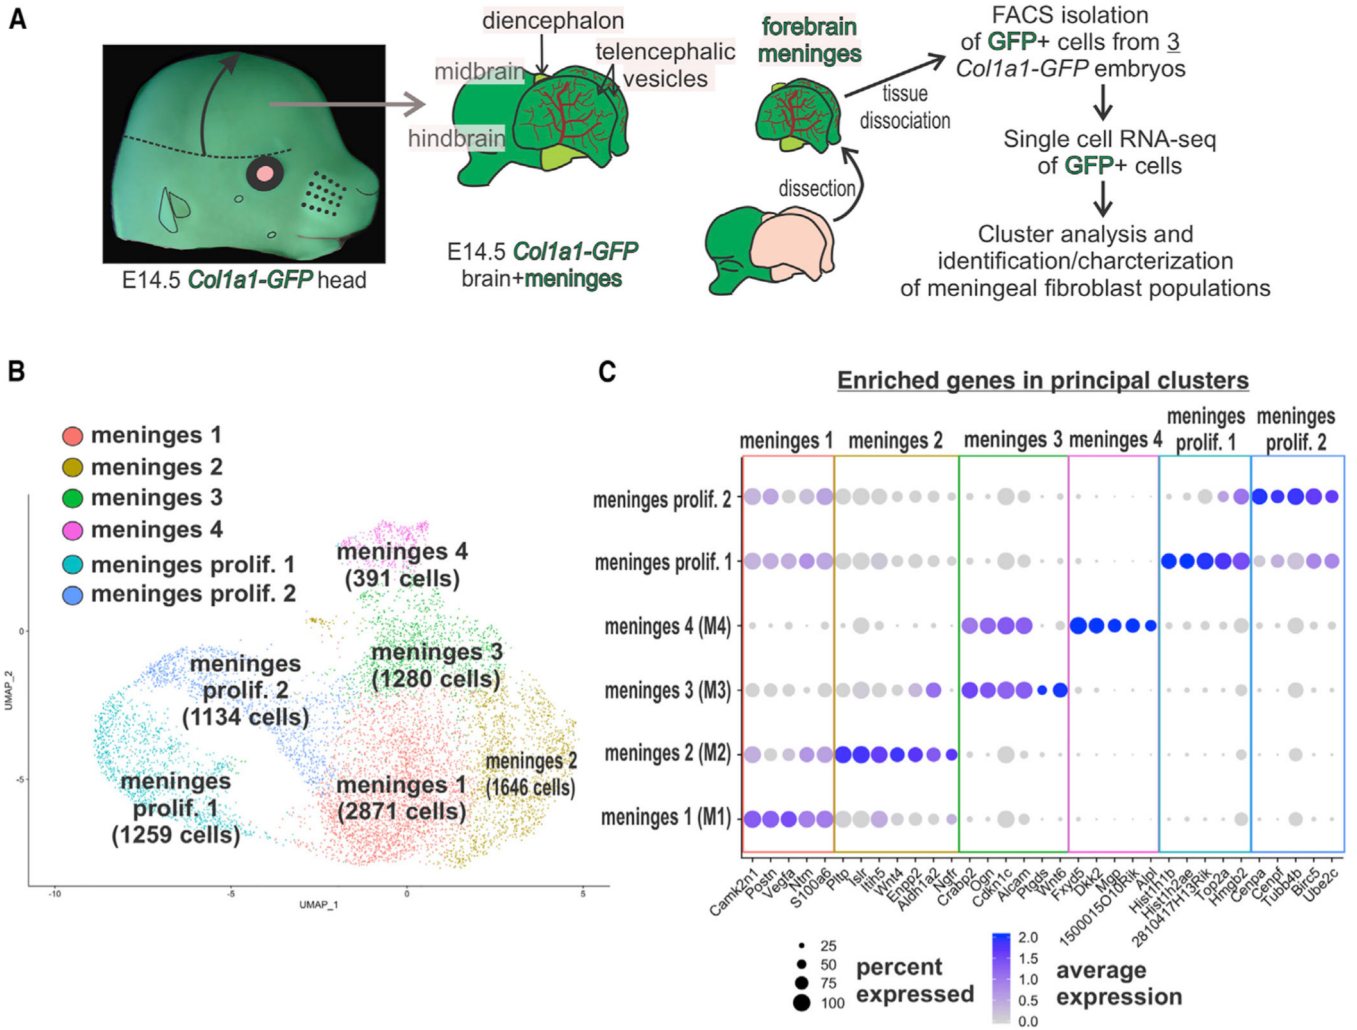 A
diencephalon
telencephalic
vesicles
midbrain
hindbrain
E14.5 Col1a1-GFP head
E14.5 Col1a1-GFP
brain+meninges
forebrain
meninges
tissue
dissociation
dissection
FACS isolation
of GFP+ cells from 3
Col1a1-GFP embryos
Single cell RNA-seq
of GFP+ cells
Cluster analysis and
identification/charcterization
of meningeal fibroblast populations
B
meninges 1
meninges 2
meninges 3
meninges 4
meninges prolif. 1
meninges prolif. 2
meninges 4
(391 cells)
meninges 3
(1280 cells)
meninges
prolif. 2
(1134 cells)
meninges 2
(1646 cells)
meninges 1
(2871 cells)
meninges
prolif. 1
(1259 cells)
UMAP_2
0
-5
-10
-5
0
5
UMAP_1
C
Enriched genes in principal clusters
meninges 1
meninges 2
meninges 3
meninges 4
meninges
prolif. 1
meninges
prolif. 2
meninges prolif. 2
meninges prolif. 1
meninges 4 (M4)
meninges 3 (M3)
meninges 2 (M2)
meninges 1 (M1)
Camk2n1
Postn
Vegfa
Ntm
S100a6
Pltp
Islr
Itih5
Wnt4
Enpp2
Aldh1a2
Ngfr
Crabp2
Ogn
Cdkn1c
Alcam
Ptgds
Wnt6
Fxyd5
Dkk2
Mgp
1500015O10Rik
Alpl
Hist1h1b
Hist1h2ae
2810417H13Rik
Top2a
Hmgb2
Cenpa
Cenpf
Tubb4b
Birc5
Ube2c
25
50
75
100
percent
expressed
2.0
1.5
1.0
0.5
0.0
average
expression